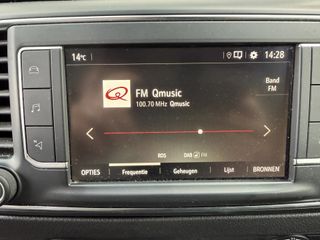 14°C 14:28
FM Qmusic
100.70 MHz Qmusic
Band
FM
RDS DAB FM
OPTIES Frequentie Geheugen Lijst BRONNEN